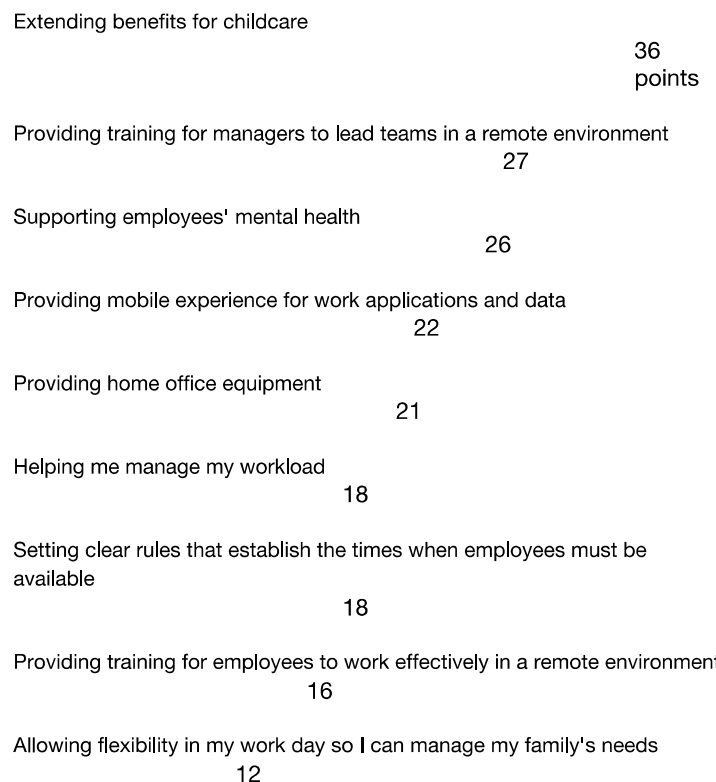 Extending benefits for childcare
36
points
Providing training for managers to lead teams in a remote environment
27
Supporting employees' mental health
26
Providing mobile experience for work applications and data
22
Providing home office equipment
21
Helping me manage my workload
18
Setting clear rules that establish the times when employees must be
available
18
Providing training for employees to work effectively in a remote environment
16
Allowing flexibility in my work day so I can manage my family's needs
12